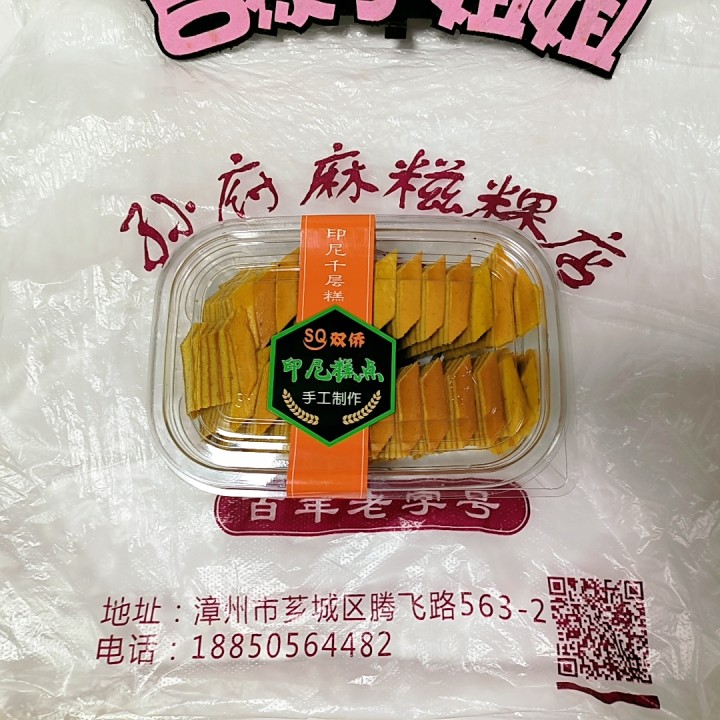 姐姐
孙府麻糍粿店
印尼千层糕
SQ双侨
印尼糕点
手工制作
百年老字号
地址：漳州市芗城区腾飞路563-2
电话：18850564482